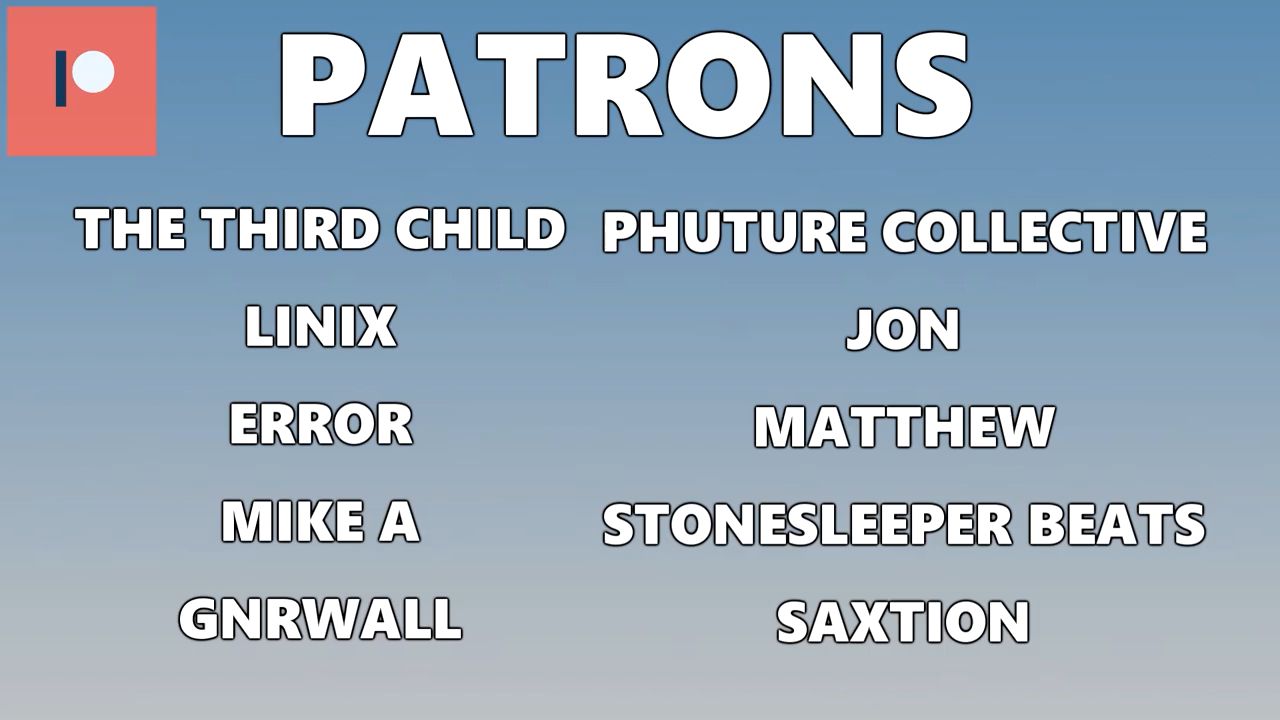 PATRONS
THE THIRD CHILD
LINIX
ERROR
MIKE A
GNRWALL
PHUTURE COLLECTIVE
JON
MATTHEW
STONESLEEPER BEATS
SAXTION